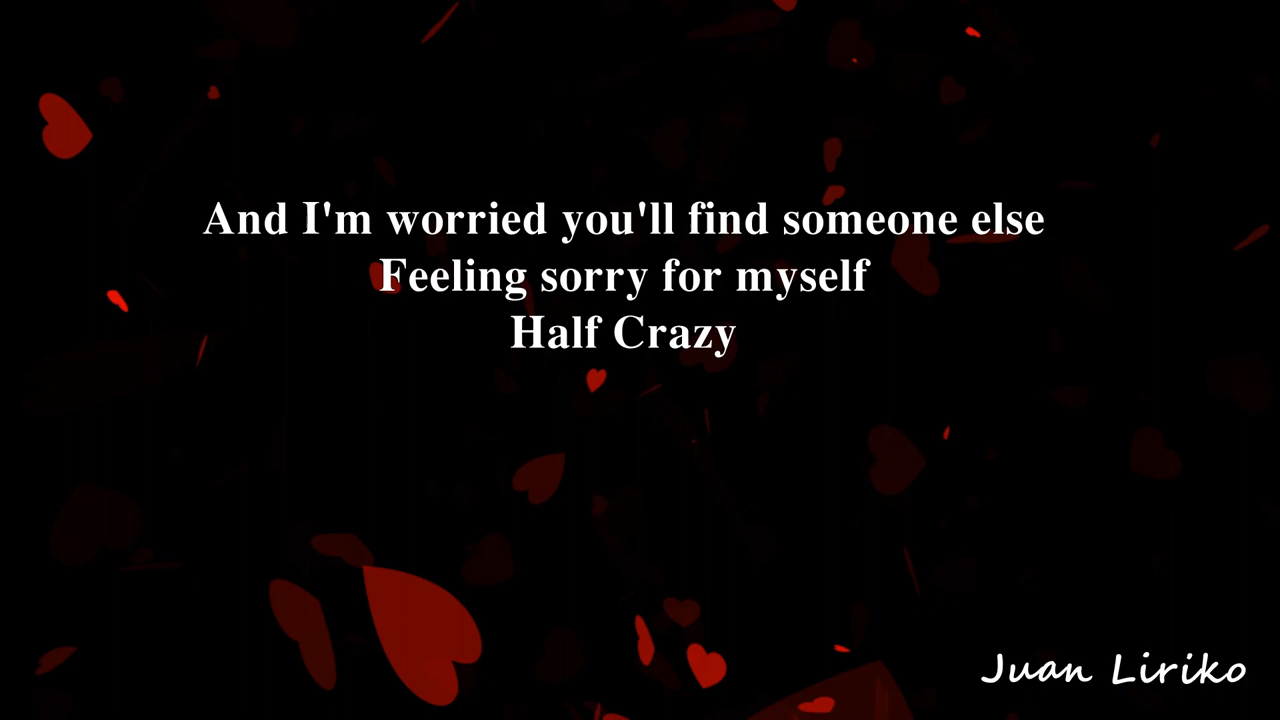 And I'm worried you'll find someone else
Feeling sorry for myself
Half Crazy
Juan Liriko